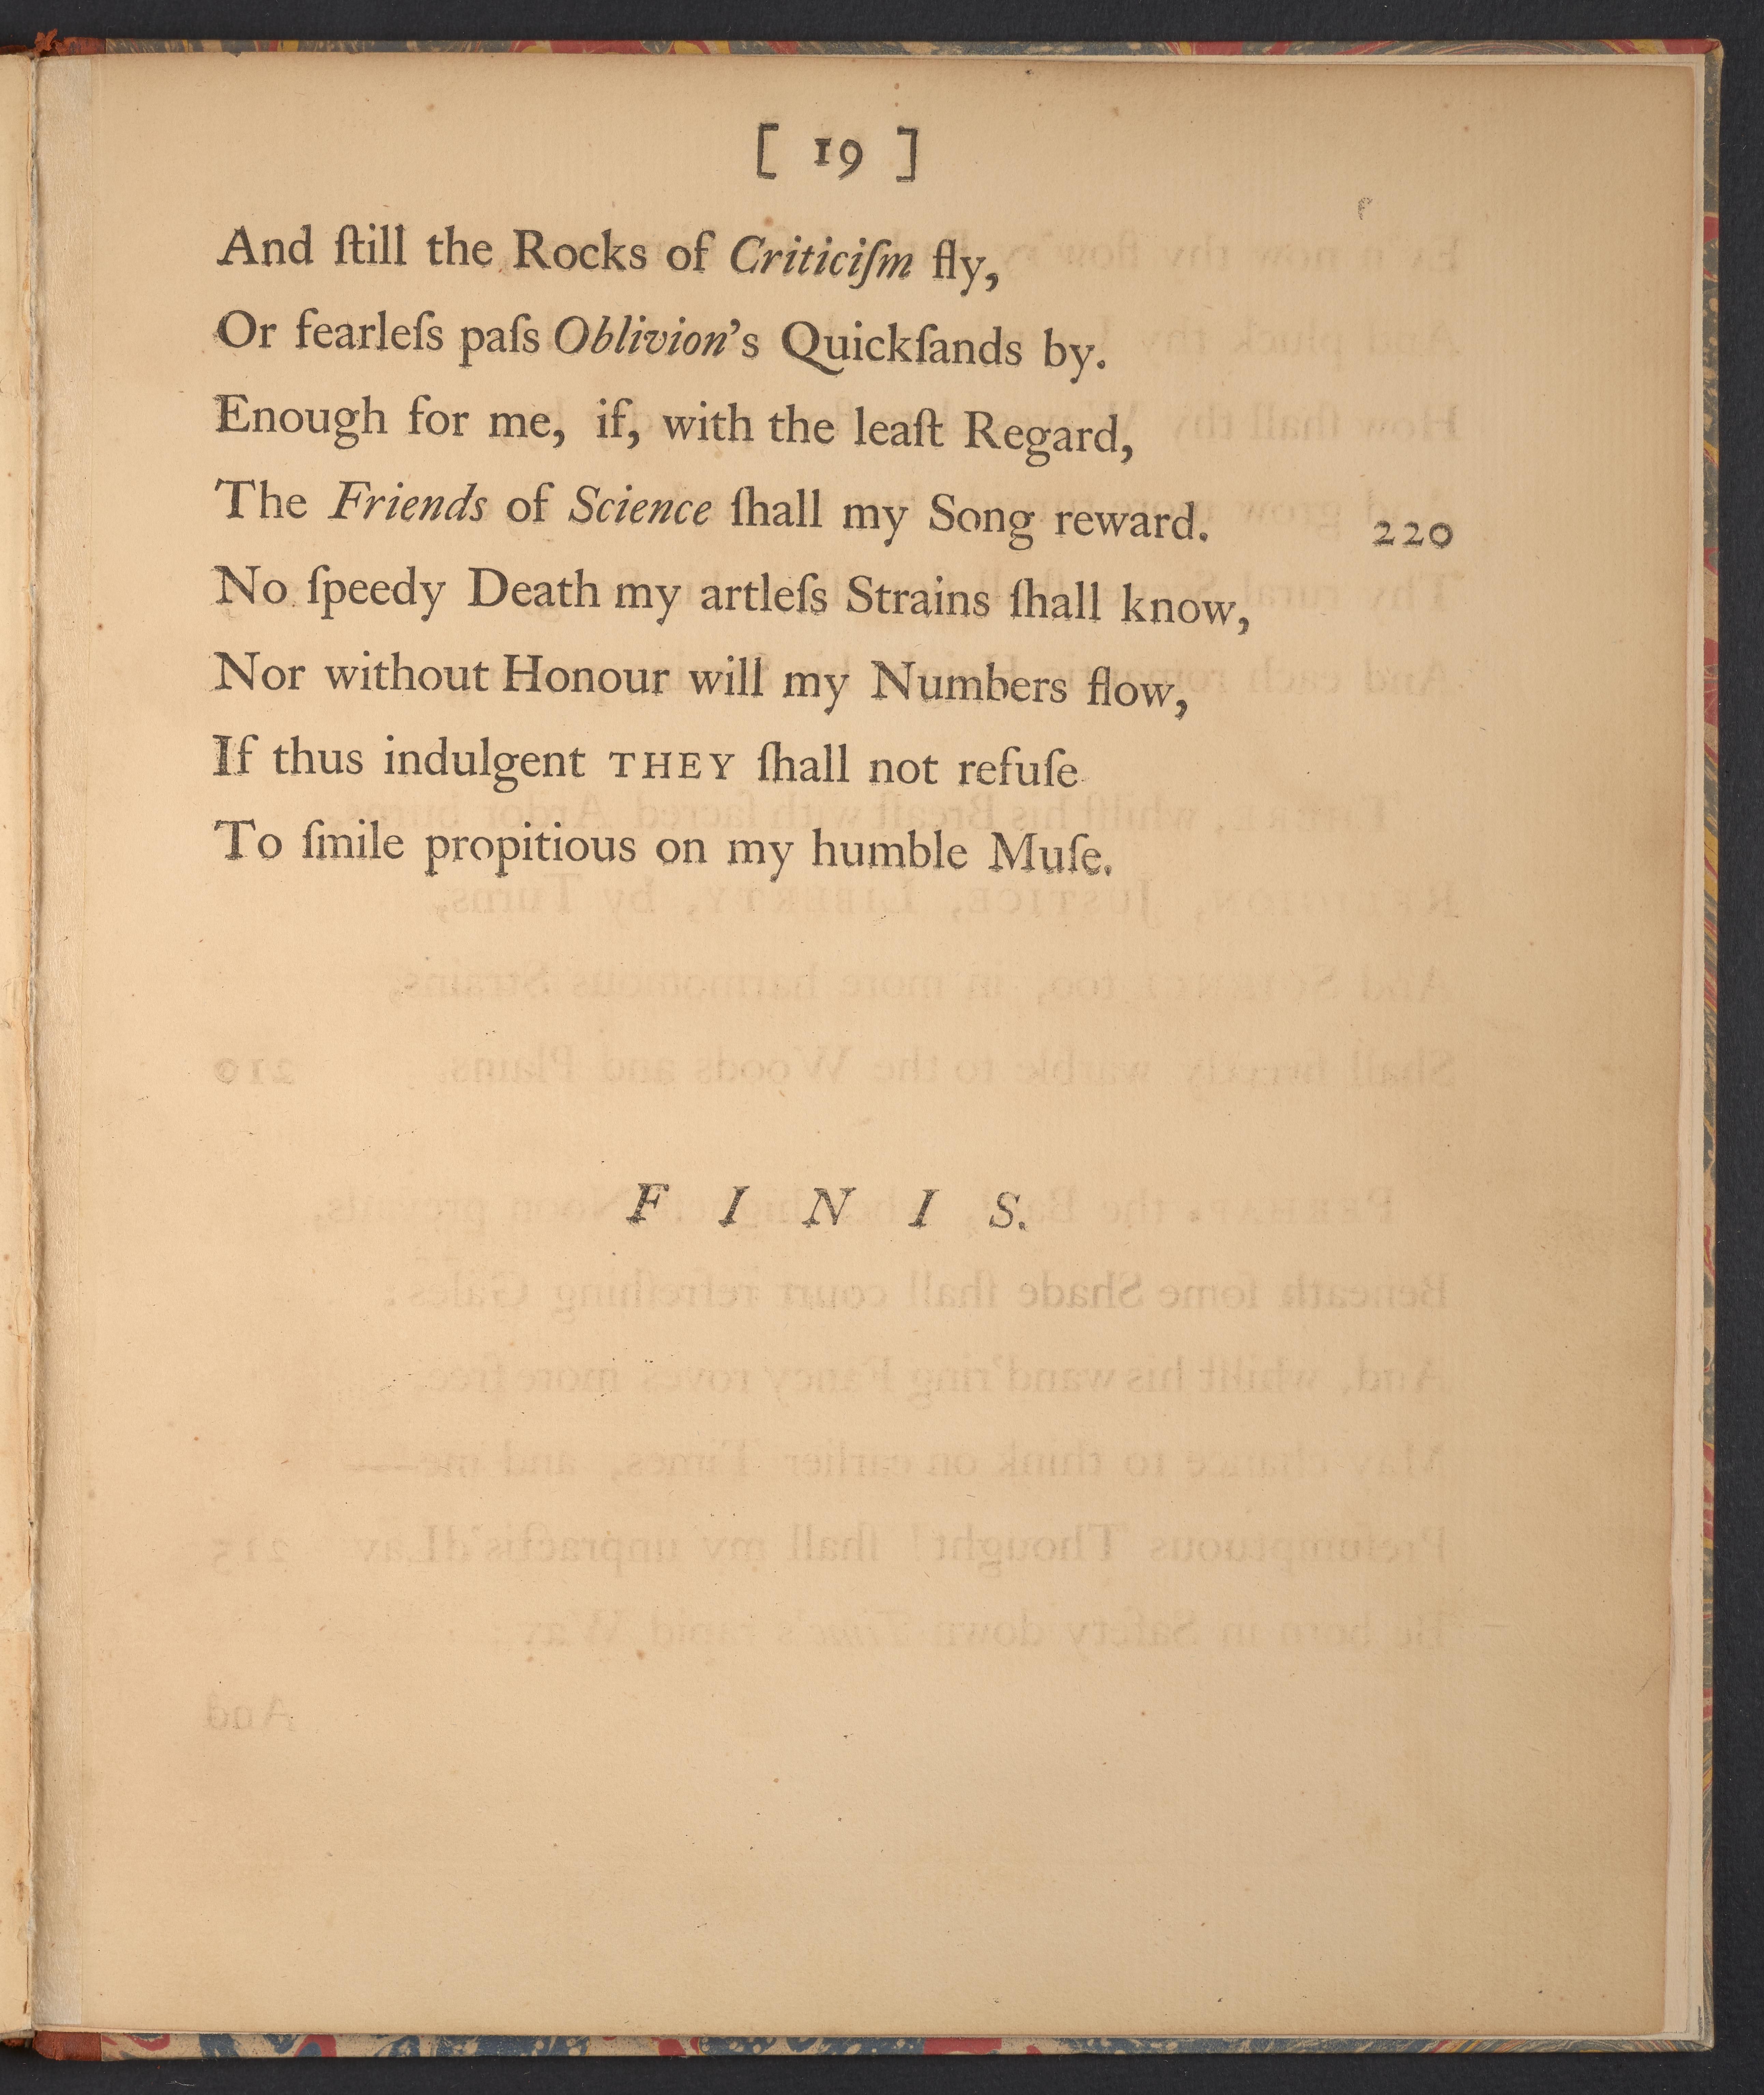 [ 19 ]
And ſtill the Rocks of Criticiſm fly,
Or fearleſs paſs Oblivion's Quickſands by.
Enough for me, if, with the leaſt Regard,
The Friends of Science ſhall my Song reward. 220
No ſpeedy Death my artleſs Strains ſhall know,
Nor without Honour will my Numbers flow,
If thus indulgent THEY ſhall not refuſe
To ſmile propitious on my humble Muſe.
F I N I S.